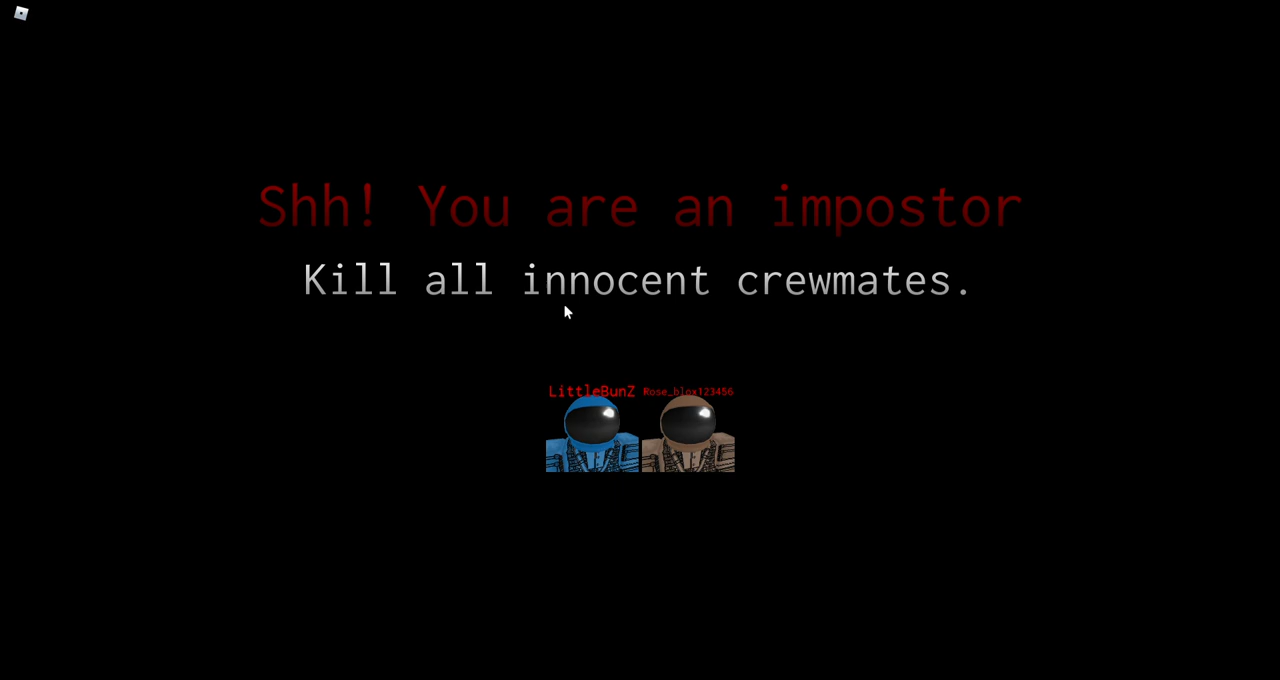 Shh! You are an impostor
Kill all innocent crewmates.
LittleBunZ Rose_blox123456